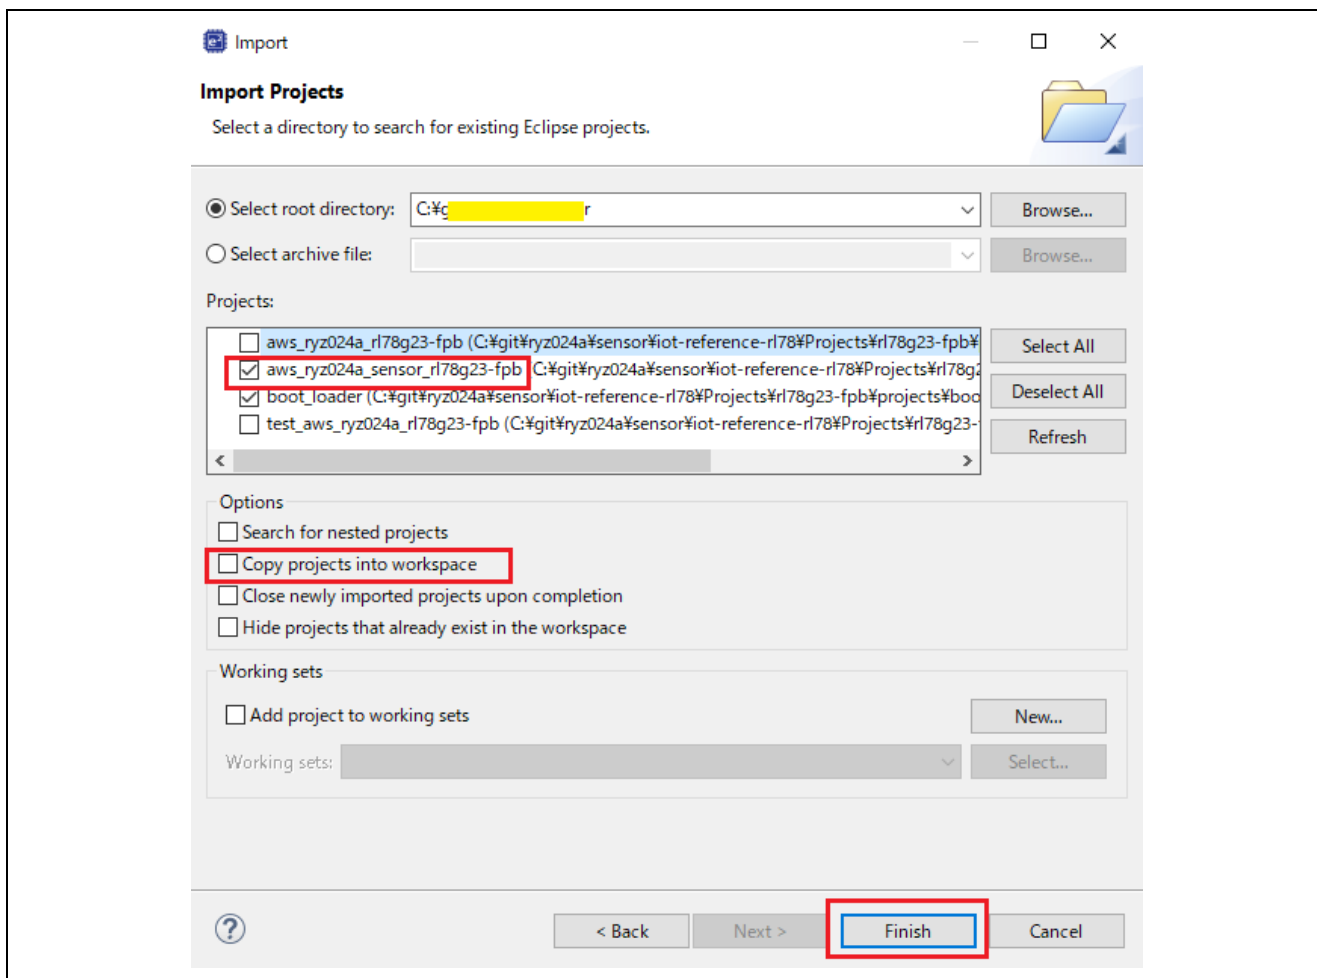 Import
Import Projects
Select a directory to search for existing Eclipse projects.
Select root directory: C:¥g r Browse...
Select archive file: Browse...
Projects:
aws_ryz024a_rl78g23-fpb (C:¥git¥ryz024a¥sensor¥iot-reference-rl78¥Projects¥rl78g23-fpb¥
aws_ryz024a_sensor_rl78g23-fpb (C:¥git¥ryz024a¥sensor¥iot-reference-rl78¥Projects¥rl78g2
boot_loader (C:¥git¥ryz024a¥sensor¥iot-reference-rl78¥Projects¥rl78g23-fpb¥projects¥boo
test_aws_ryz024a_rl78g23-fpb (C:¥git¥ryz024a¥sensor¥iot-reference-rl78¥Projects¥rl78g23-
Select All
Deselect All
Refresh
Options
Search for nested projects
Copy projects into workspace
Close newly imported projects upon completion
Hide projects that already exist in the workspace
Working sets
Add project to working sets New...
Working sets: Select...
? < Back Next > Finish Cancel